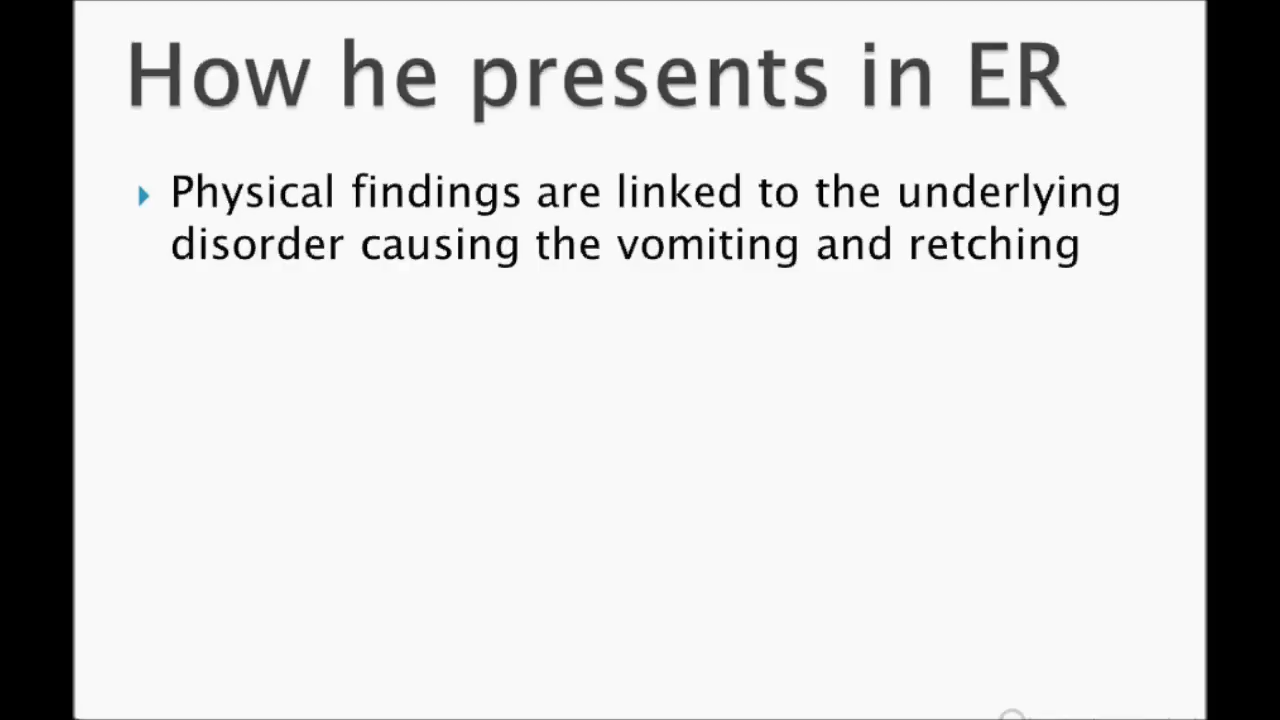 How he presents in ER
Physical findings are linked to the underlying
disorder causing the vomiting and retching